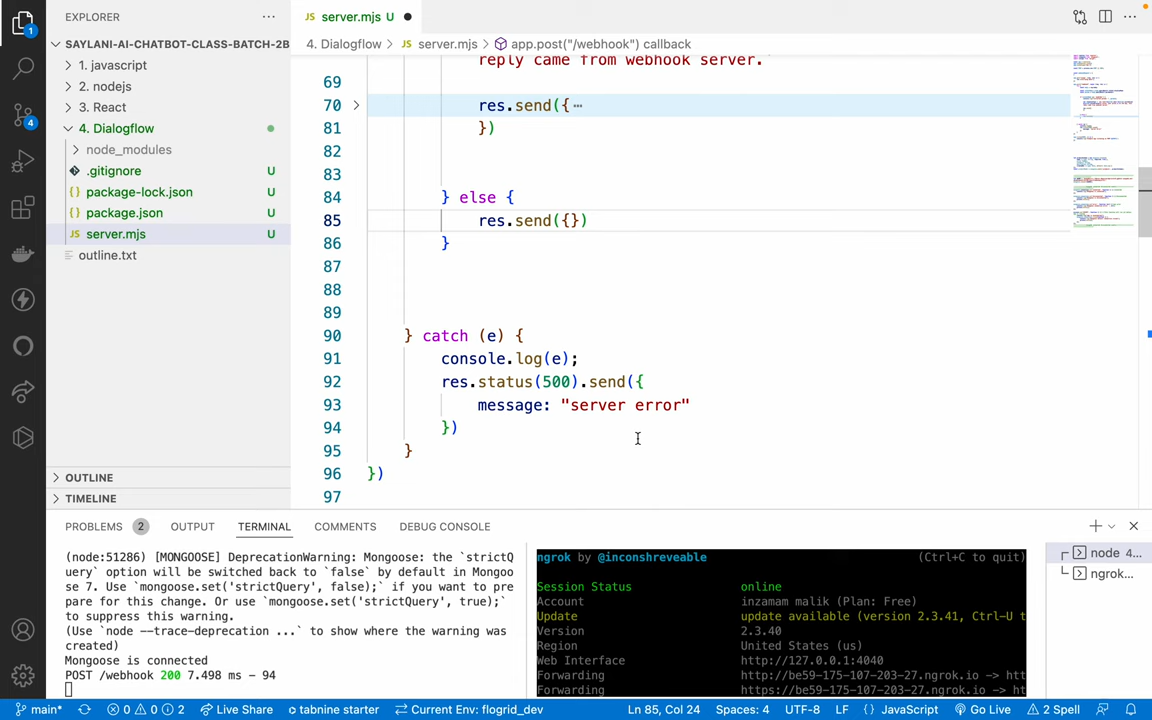 EXPLORER
SAYLANI-AI-CHATBOT-CLASS-BATCH-2B
1. javascript
2. nodejs
3. React
4. Dialogflow
node_modules
.gitignore U
package-lock.json U
package.json U
server.mjs U
outline.txt
OUTLINE
TIMELINE
1
4
JS server.mjs U
4. Dialogflow > JS server.mjs > app.post("/webhook") callback
reply came from webhook server.`
69
70 res.send({ ···
81 })
82
83
84 } else {
85 res.send({})
86 }
87
88
89
90 } catch (e) {
91 console.log(e);
92 res.status(500).send({
93 message: "server error"
94 })
95 }
96 })
97
PROBLEMS 2 OUTPUT TERMINAL COMMENTS DEBUG CONSOLE
(node:51286) [MONGOOSE] DeprecationWarning: Mongoose: the `strictQ
uery` option will be switched back to `false` by default in Mongoo
se 7. Use `mongoose.set('strictQuery', false);` if you want to pre
pare for this change. Or use `mongoose.set('strictQuery', true);`
to suppress this warning.
(Use `node --trace-deprecation ...` to show where the warning was
created)
Mongoose is connected
POST /webhook 200 7.498 ms - 94
ngrok by @inconshreveable (Ctrl+C to quit)
Session Status online
Account inzamam malik (Plan: Free)
Update update available (version 2.3.41, Ctrl-U t
Version 2.3.40
Region United States (us)
Web Interface http://127.0.0.1:4040
Forwarding http://be59-175-107-203-27.ngrok.io -> htt
Forwarding https://be59-175-107-203-27.ngrok.io -> ht
node 4...
ngrok...
main* 0 0 2 Live Share tabnine starter Current Env: flogrid_dev Ln 85, Col 24 Spaces: 4 UTF-8 LF JavaScript Go Live 2 Spell